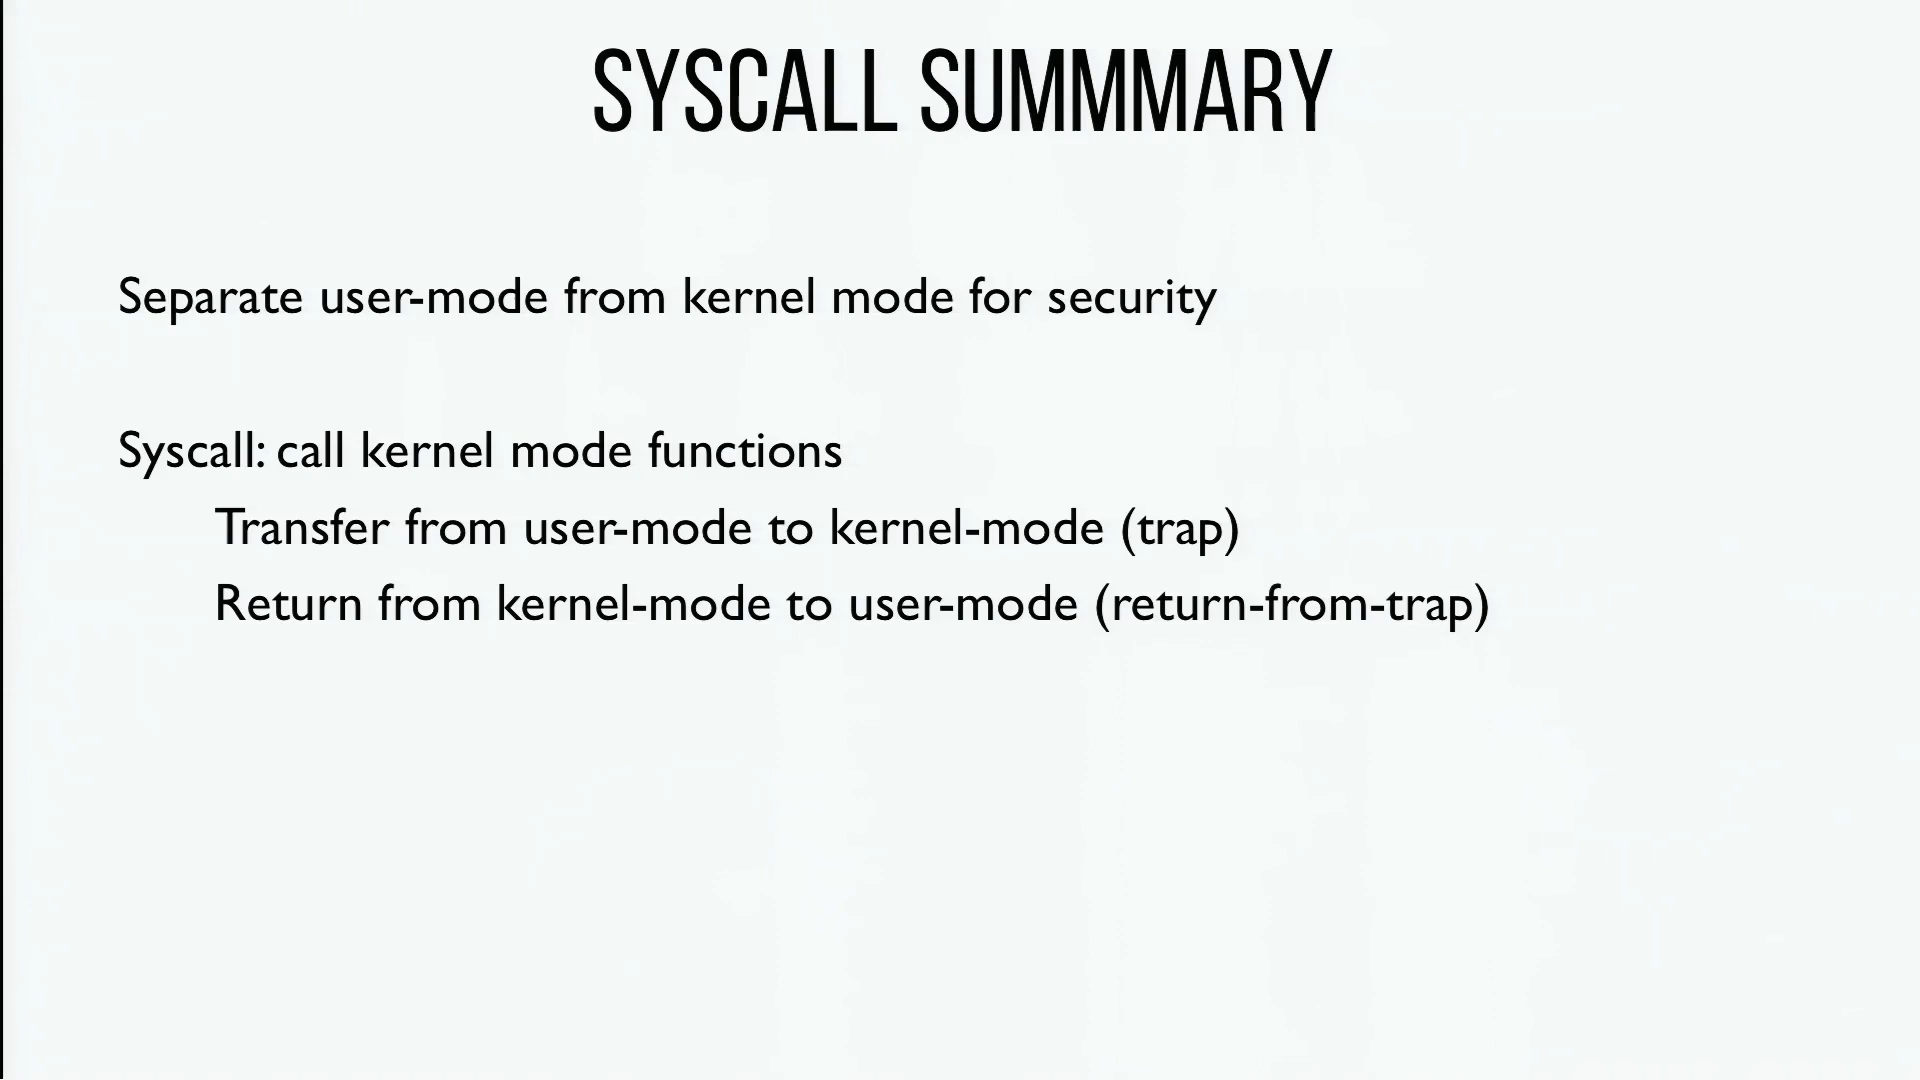 SYSCALL SUMMMARY
Separate user-mode from kernel mode for security
Syscall: call kernel mode functions
Transfer from user-mode to kernel-mode (trap)
Return from kernel-mode to user-mode (return-from-trap)